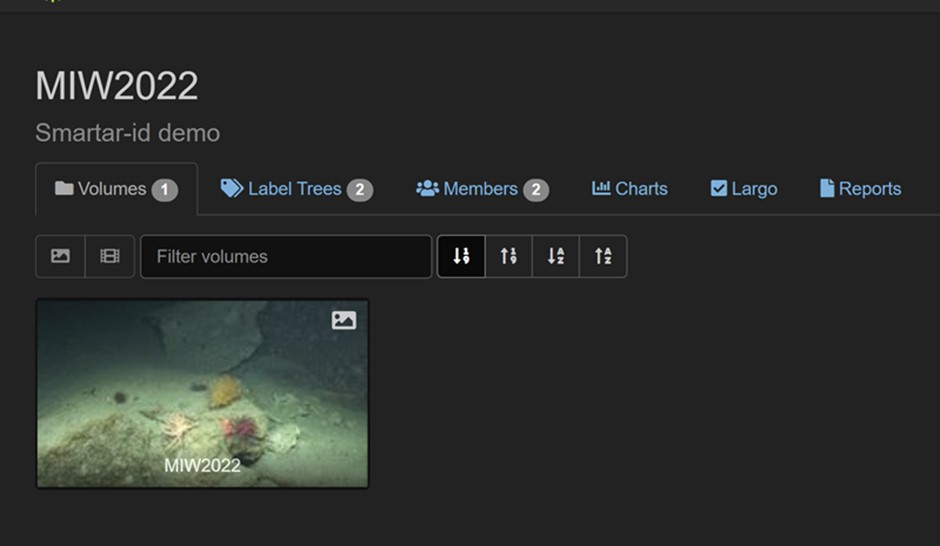 MIW2022
Smartar-id demo
Volumes 1 Label Trees 2 Members 2 Charts Largo Reports
Filter volumes
MIW2022